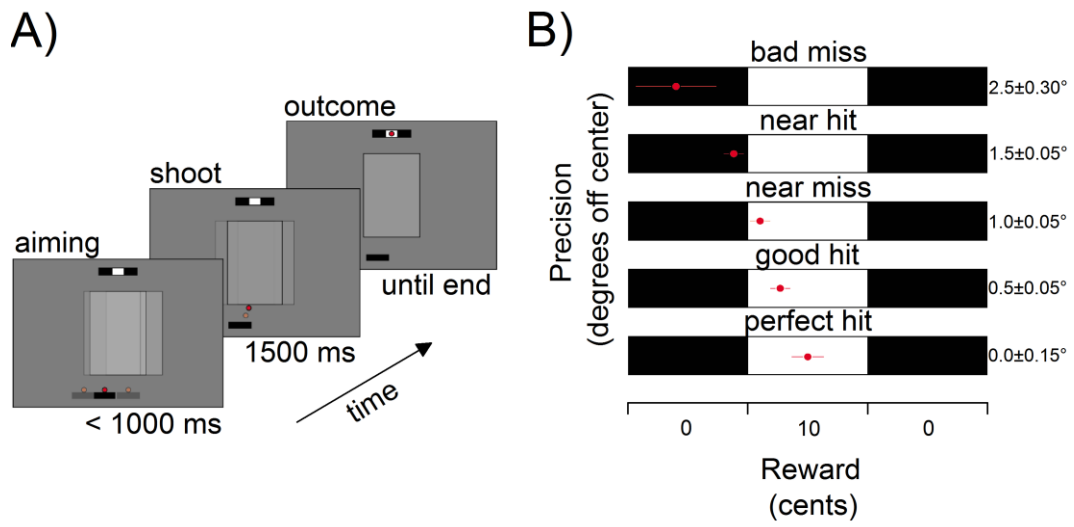 A)
outcome
shoot
aiming
until end
1500 ms
< 1000 ms
time
B)
Precision
(degrees off center)
bad miss
2.5±0.30°
near hit
1.5±0.05°
near miss
1.0±0.05°
good hit
0.5±0.05°
perfect hit
0.0±0.15°
0 10 0
Reward
(cents)